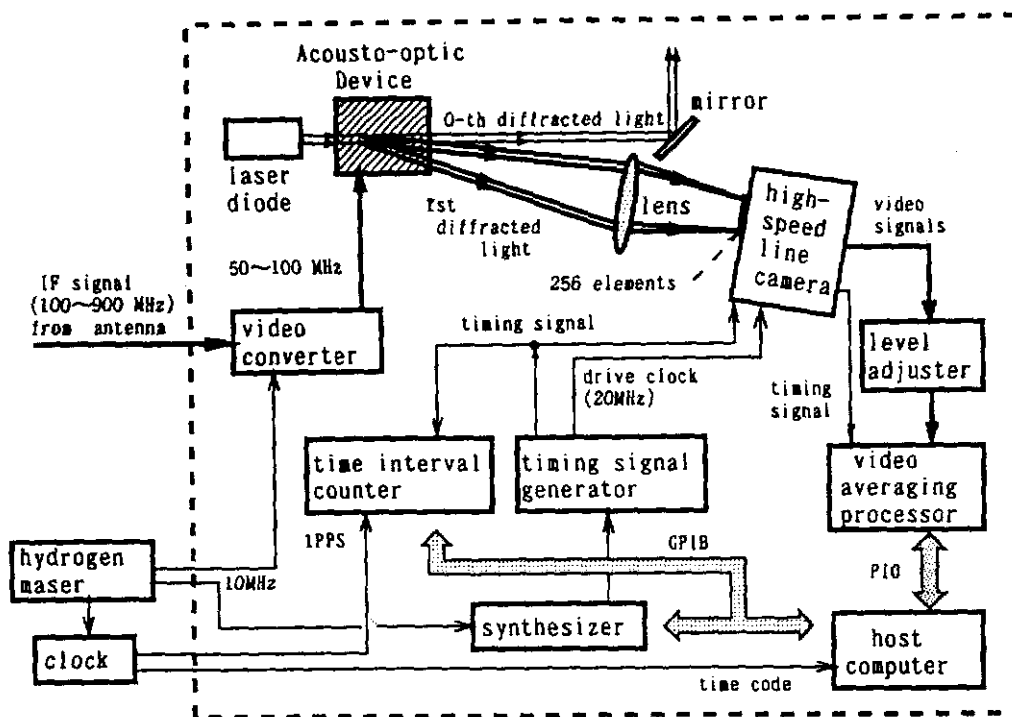 Acousto-optic
Device
mirror
0-th diffracted light
laser
diode
1st
diffracted
light
lens
high-
speed
line
camera
video
signals
50~100 MHz
256 elements
IF signal
(100~900 MHz)
from antenna
video
converter
timing signal
level
adjuster
drive clock
(20MHz)
timing
signal
time interval
counter
timing signal
generator
video
averaging
processor
1PPS
GPIB
hydrogen
maser
10MHz
PIO
synthesizer
host
computer
clock
time code